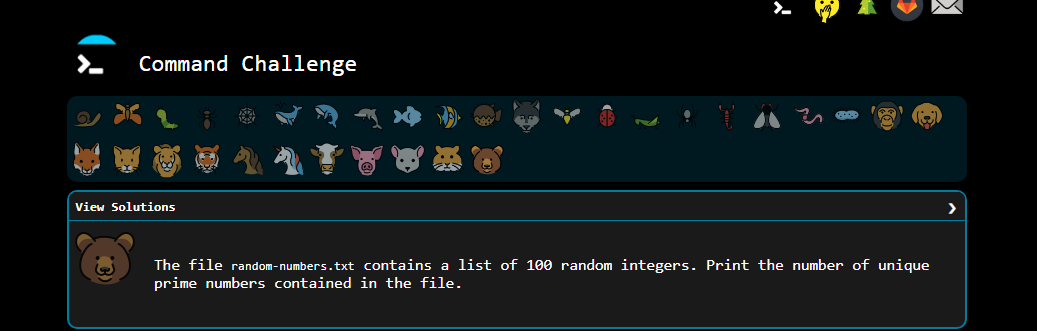 Command Challenge
View Solutions
The file random-numbers.txt contains a list of 100 random integers. Print the number of unique
prime numbers contained in the file.